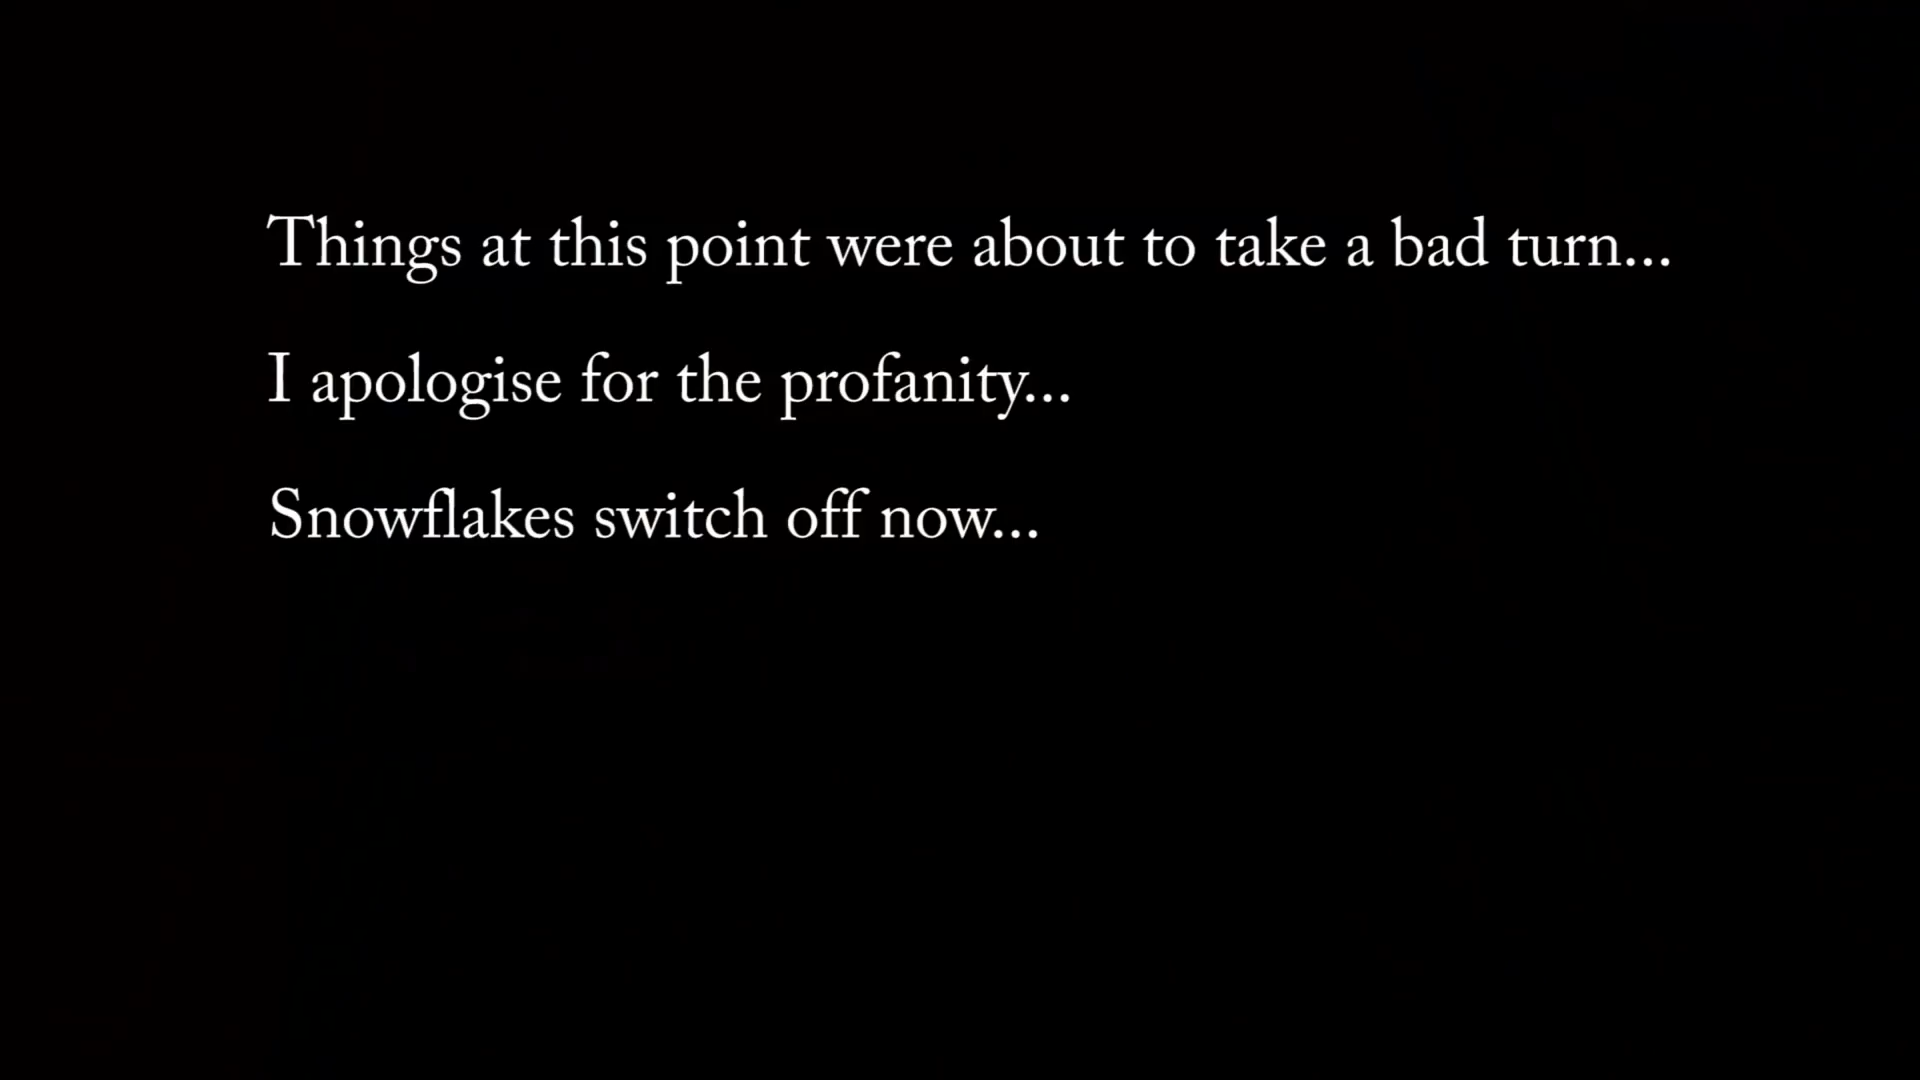 Things at this point were about to take a bad turn...
I apologise for the profanity...
Snowflakes switch off now...